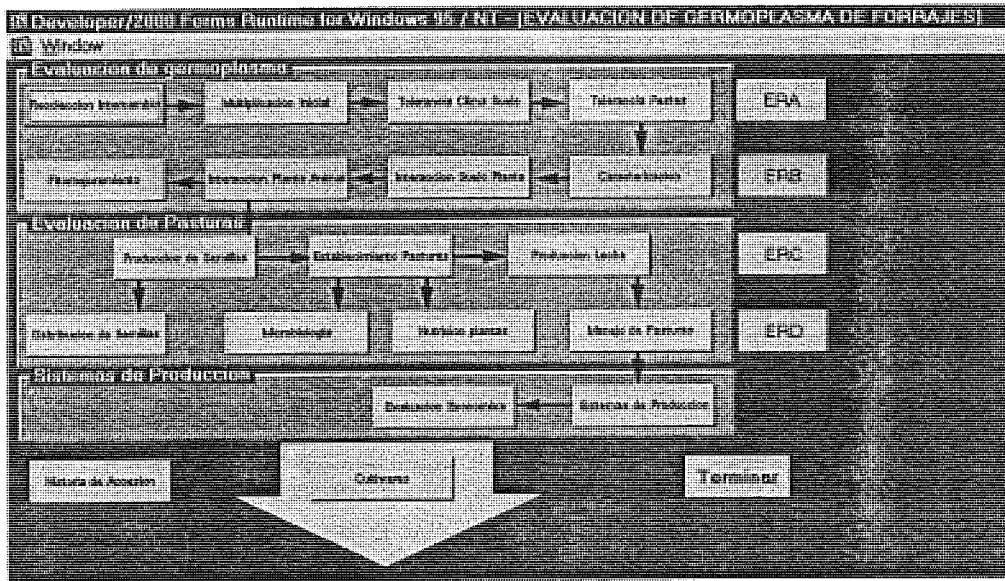 Developer/2000 Forms Runtime for Windows 95 / NT - [EVALUACION DE GERMOPLASMA DE FORRAJES]
Window
Evaluacion de germoplasma
Recoleccion Intercambio
Multiplicacion Inicial
Tolerancia Clima Suelo
Tolerancia Pestes
ERA
Interaccion Planta Animal
Interaccion Suelo Planta
Caracterizacion
ERB
Evaluacion de Pasturas
Produccion de Semillas
Establecimiento Pasturas
Produccion Leche
ERC
Distribucion de Semillas
Microbiologia
Nutricion plantas
Manejo de Pasturas
ERD
Sistemas de Produccion
Evaluacion Economica
Sistemas de Produccion
Historia de Accesion
Cultivares
Terminar